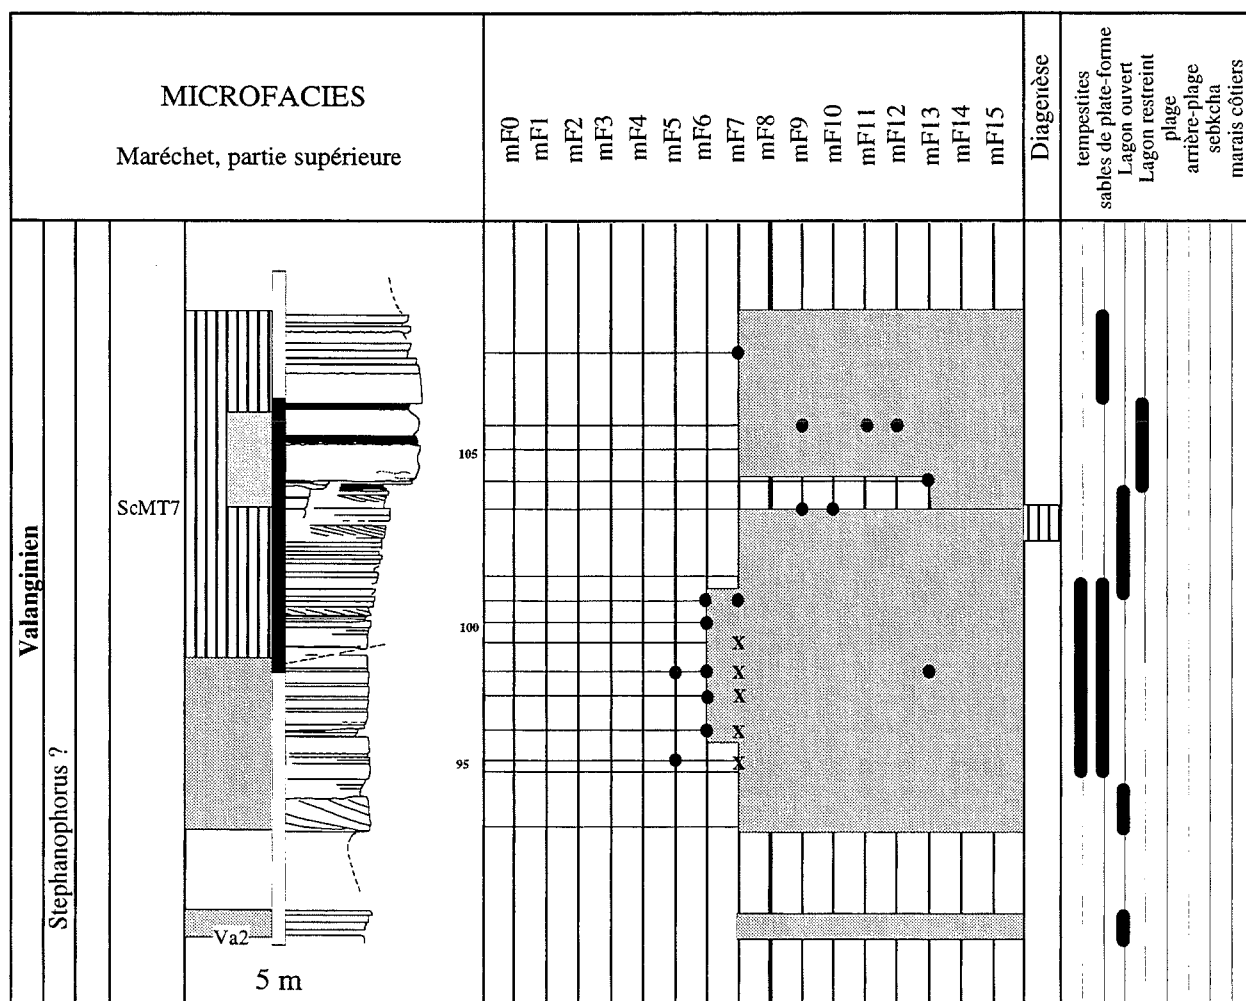 MICROFACIES
Maréchet, partie supérieure
mF0
mF1
mF2
mF3
mF4
mF5
mF6
mF7
mF8
mF9
mF10
mF11
mF12
mF13
mF14
mF15
Diagenèse
tempestites
sables de plate-forme
Lagon ouvert
Lagon restreint
plage
arrière-plage
sebkcha
marais côtiers
Valanginien
Stephanophorus ?
ScMT7
Va2
5 m
105
100
95
x
x
x
x
x